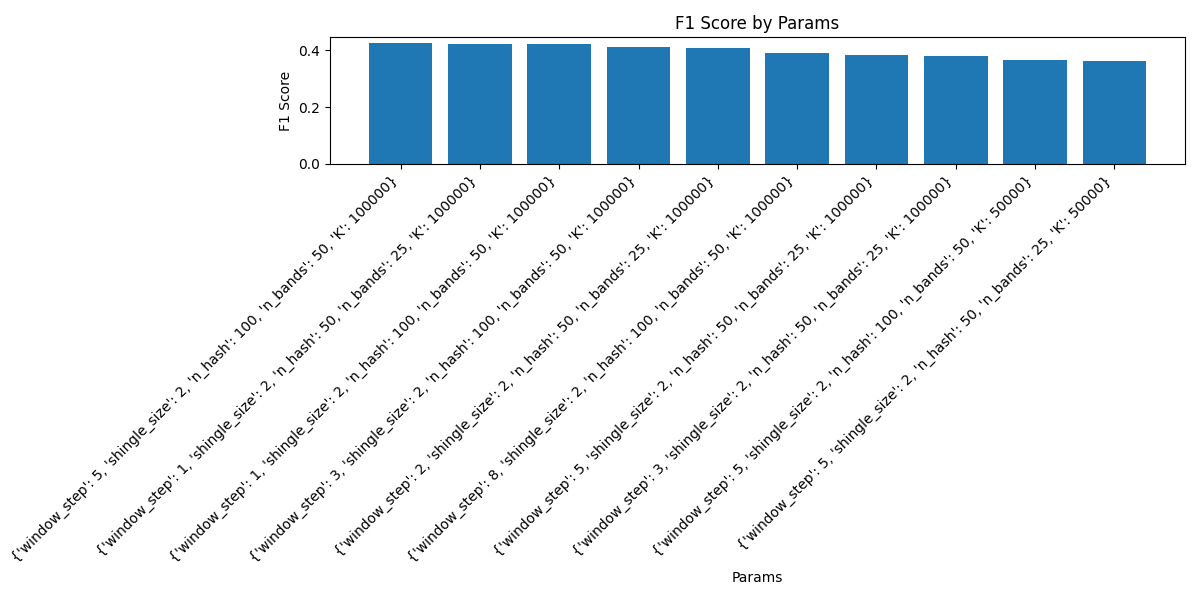 F1 Score by Params
F1 Score
0.4
0.2
0.0
{'window_step': 5, 'shingle_size': 2, 'n_hash': 100, 'n_bands': 50, 'K': 100000}
{'window_step': 1, 'shingle_size': 2, 'n_hash': 50, 'n_bands': 25, 'K': 100000}
{'window_step': 1, 'shingle_size': 2, 'n_hash': 100, 'n_bands': 50, 'K': 100000}
{'window_step': 3, 'shingle_size': 2, 'n_hash': 100, 'n_bands': 50, 'K': 100000}
{'window_step': 2, 'shingle_size': 2, 'n_hash': 50, 'n_bands': 25, 'K': 100000}
{'window_step': 8, 'shingle_size': 2, 'n_hash': 100, 'n_bands': 50, 'K': 100000}
{'window_step': 5, 'shingle_size': 2, 'n_hash': 50, 'n_bands': 25, 'K': 100000}
{'window_step': 3, 'shingle_size': 2, 'n_hash': 50, 'n_bands': 25, 'K': 100000}
{'window_step': 5, 'shingle_size': 2, 'n_hash': 100, 'n_bands': 50, 'K': 50000}
{'window_step': 5, 'shingle_size': 2, 'n_hash': 50, 'n_bands': 25, 'K': 50000}
Params